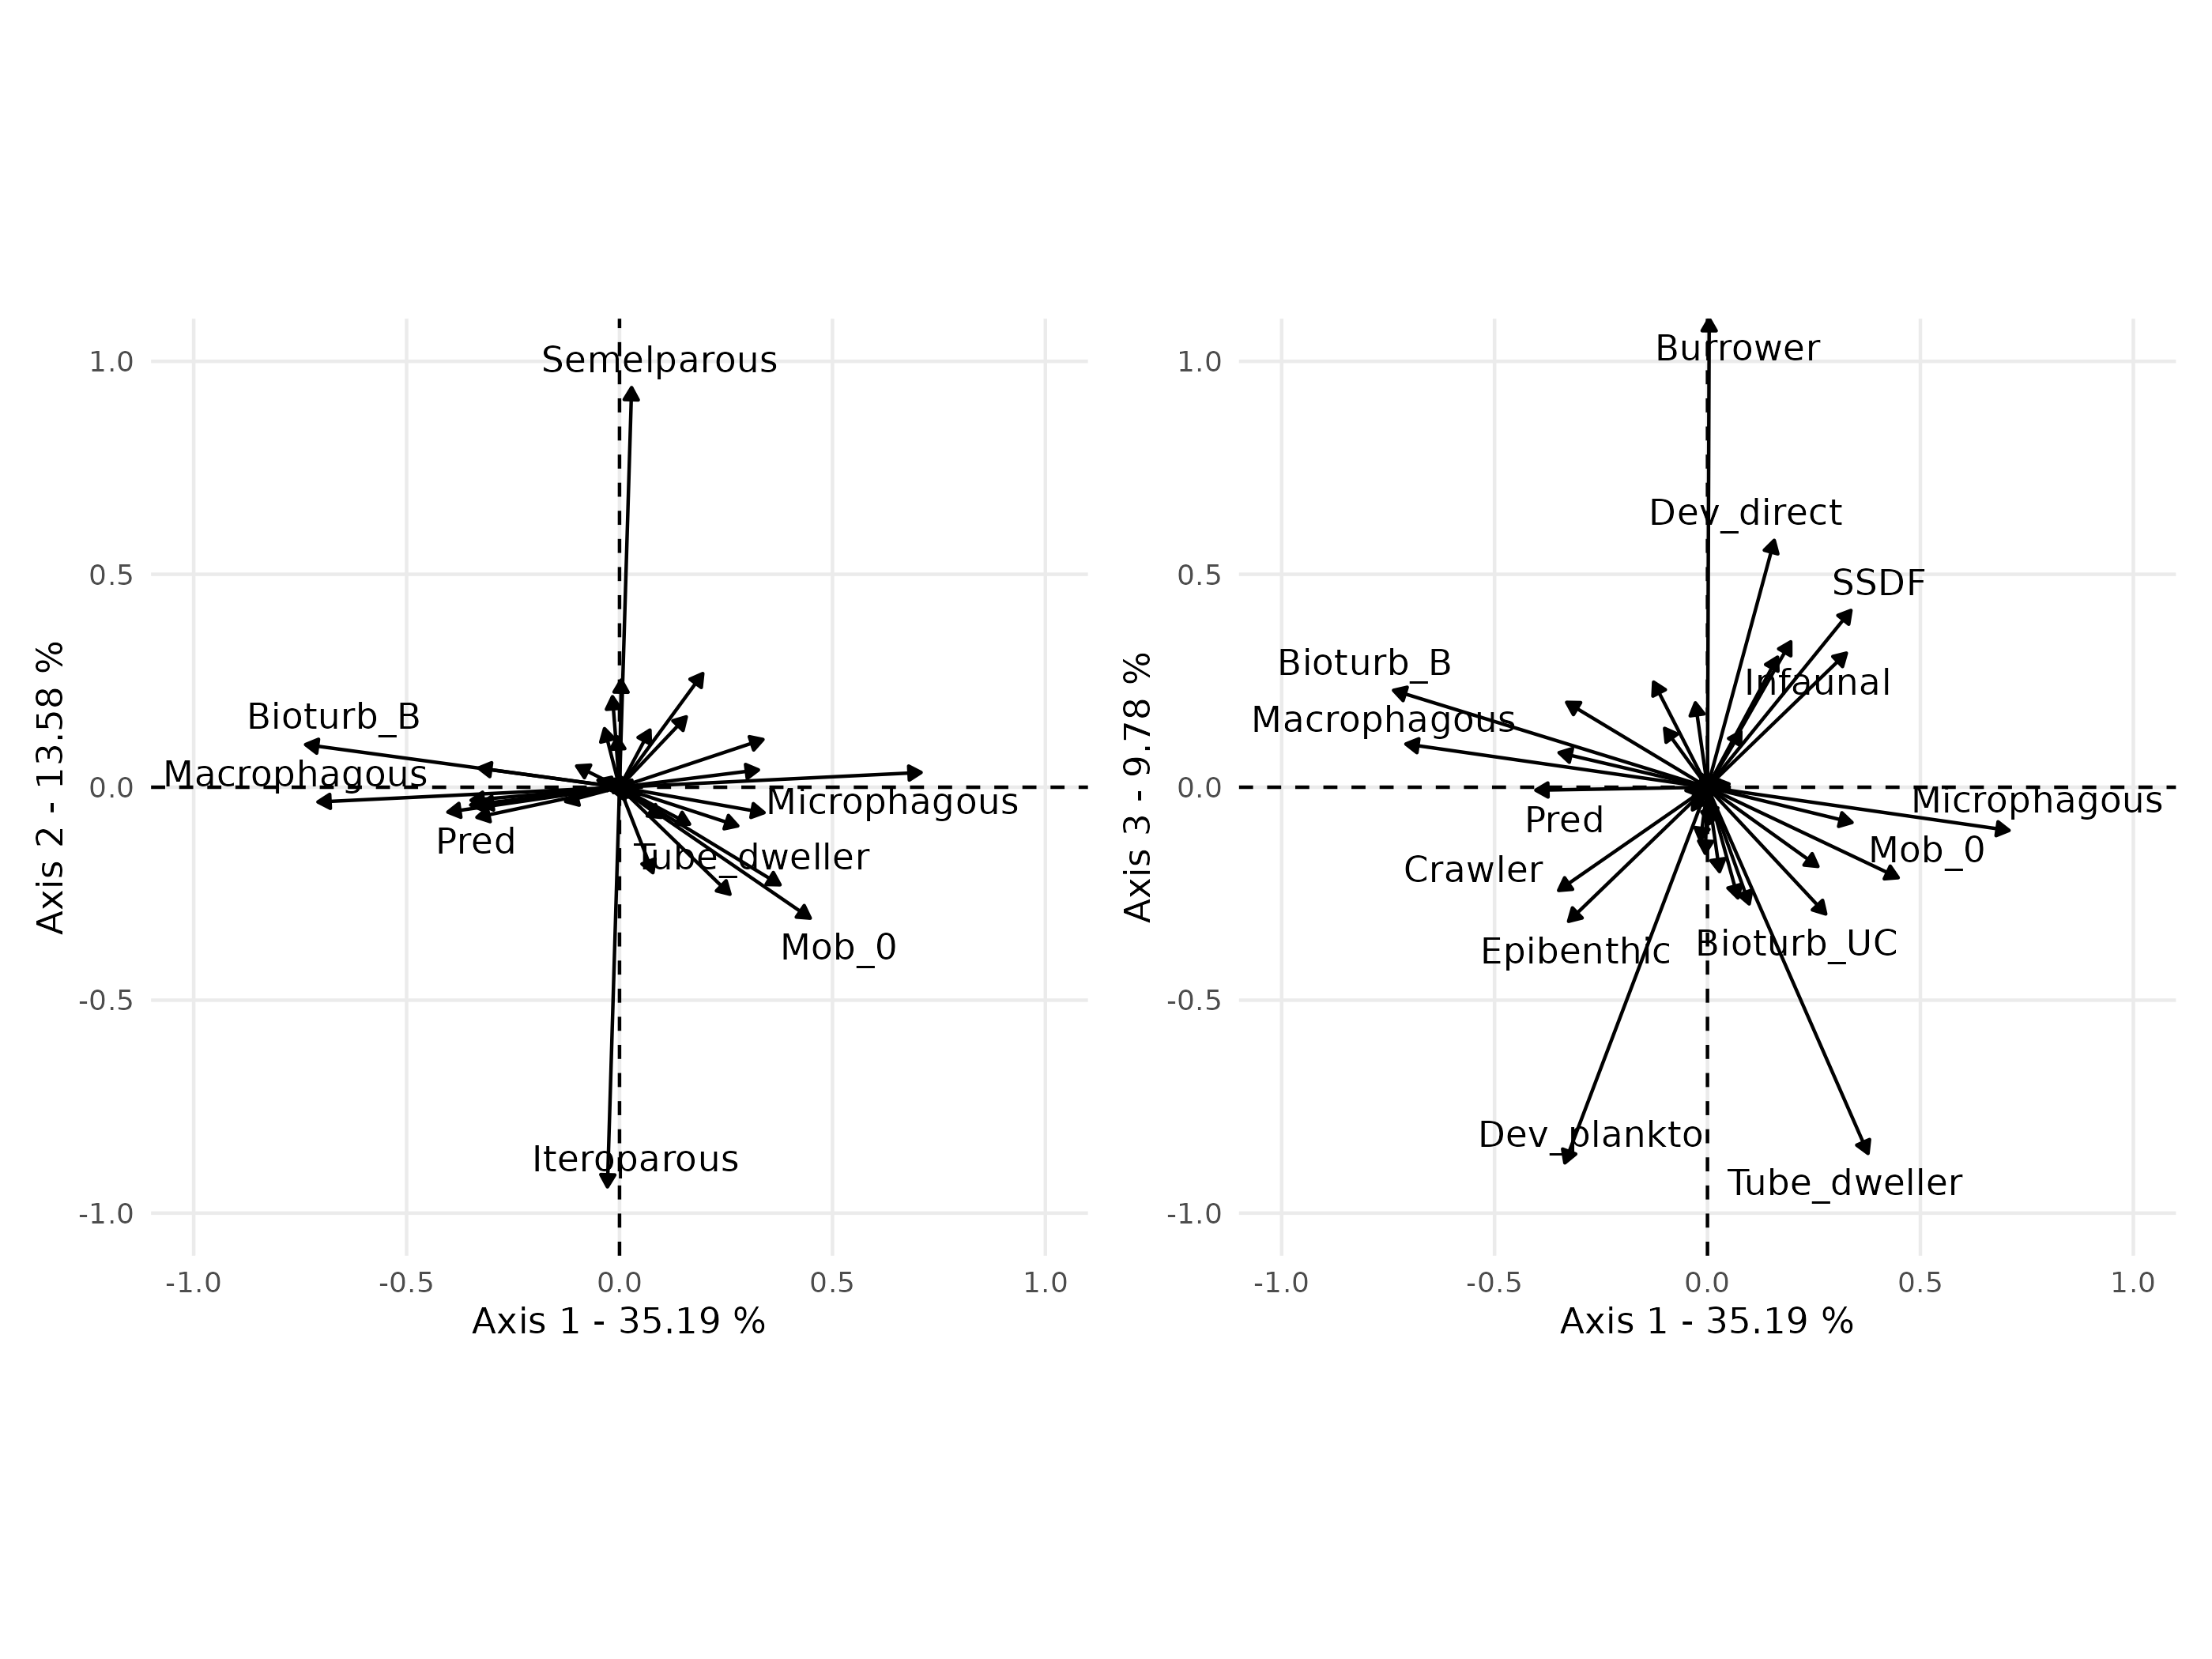 Semelparous
Bioturb_B
Macrophagous
Microphagous
Pred
Tube_dweller
Mob_0
Iteroparous
1.0
0.5
0.0
-0.5
-1.0
-1.0
-0.5
0.0
0.5
1.0
Axis 1 - 35.19 %
Axis 2 - 13.58 %
Burrower
Dev_direct
SSDF
Bioturb_B
Infaunal
Macrophagous
Microphagous
Pred
Mob_0
Crawler
Epibenthic
Bioturb_UC
Dev_plankto
Tube_dweller
1.0
0.5
0.0
-0.5
-1.0
-1.0
-0.5
0.0
0.5
1.0
Axis 1 - 35.19 %
Axis 3 - 9.78 %